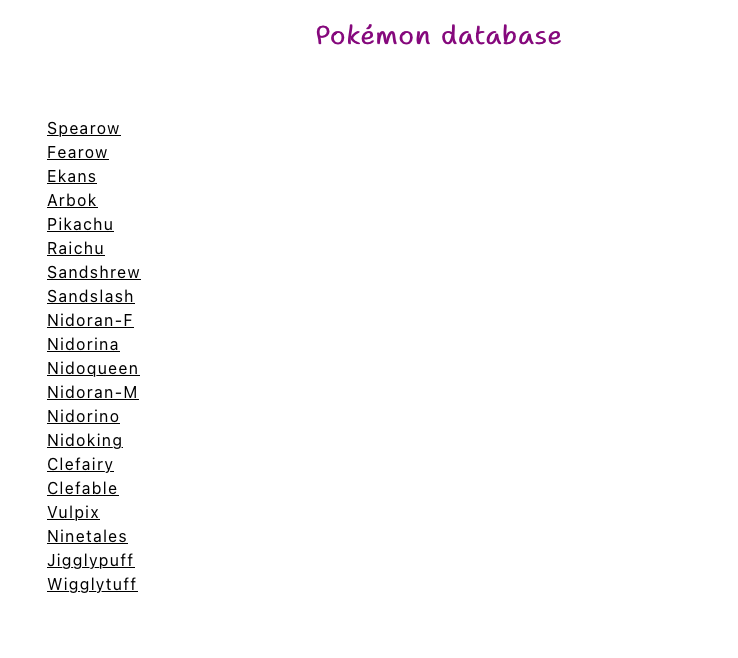 Pokémon database
Spearow
Fearow
Ekans
Arbok
Pikachu
Raichu
Sandshrew
Sandslash
Nidoran-F
Nidorina
Nidoqueen
Nidoran-M
Nidorino
Nidoking
Clefairy
Clefable
Vulpix
Ninetales
Jigglypuff
Wigglytuff